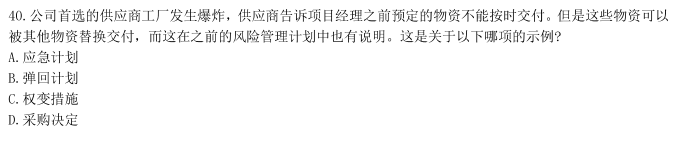 40.公司首选的供应商工厂发生爆炸，供应商告诉项目经理之前预定的物资不能按时交付。但是这些物资可以
被其他物资替换交付，而这在之前的风险管理计划中也有说明。这是关于以下哪项的示例？
A.应急计划
B.弹回计划
C.权变措施
D.采购决定